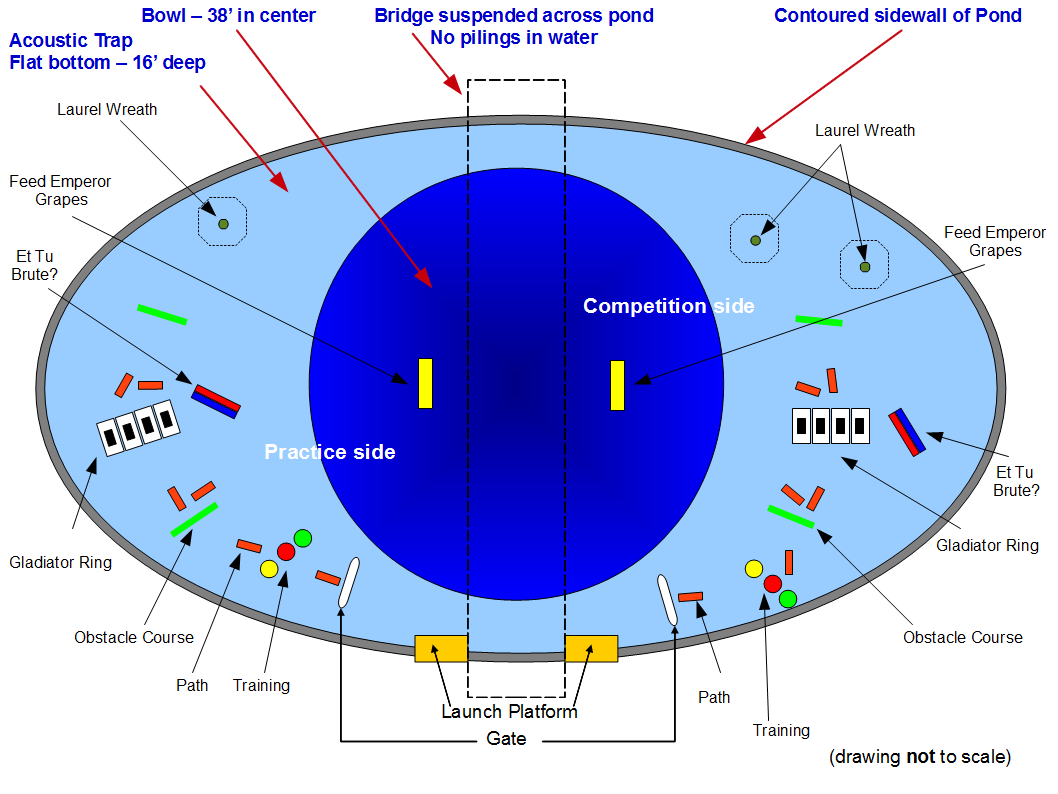 Bowl – 38’ in center
Bridge suspended across pond
No pilings in water
Contoured sidewall of Pond
Acoustic Trap
Flat bottom – 16’ deep
Laurel Wreath
Laurel Wreath
Feed Emperor
Grapes
Feed Emperor
Grapes
Et Tu
Brute?
Competition side
Practice side
Et Tu
Brute?
Gladiator Ring
Gladiator Ring
Obstacle Course
Obstacle Course
Path
Training
Path
Launch Platform
Gate
Training
(drawing not to scale)